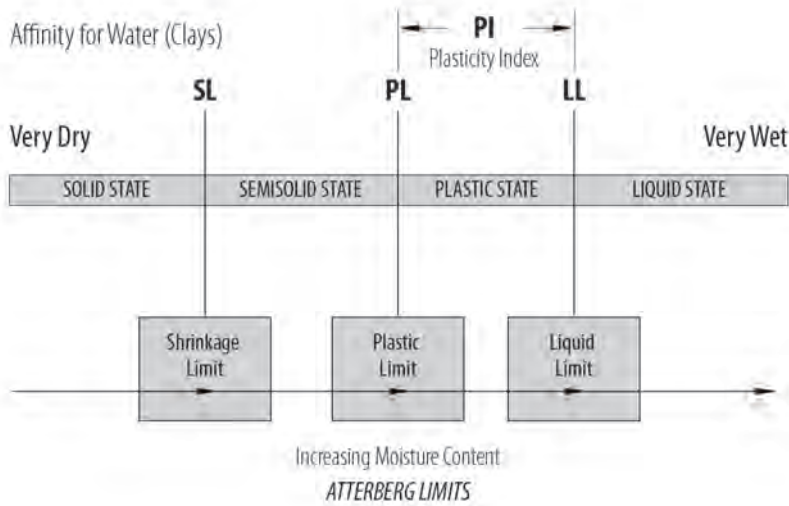 Affinity for Water (Clays)
PI
Plasticity Index
SL
PL
LL
Very Dry
Very Wet
SOLID STATE
SEMISOLID STATE
PLASTIC STATE
LIQUID STATE
Shrinkage
Limit
Plastic
Limit
Liquid
Limit
Increasing Moisture Content
ATTERBERG LIMITS